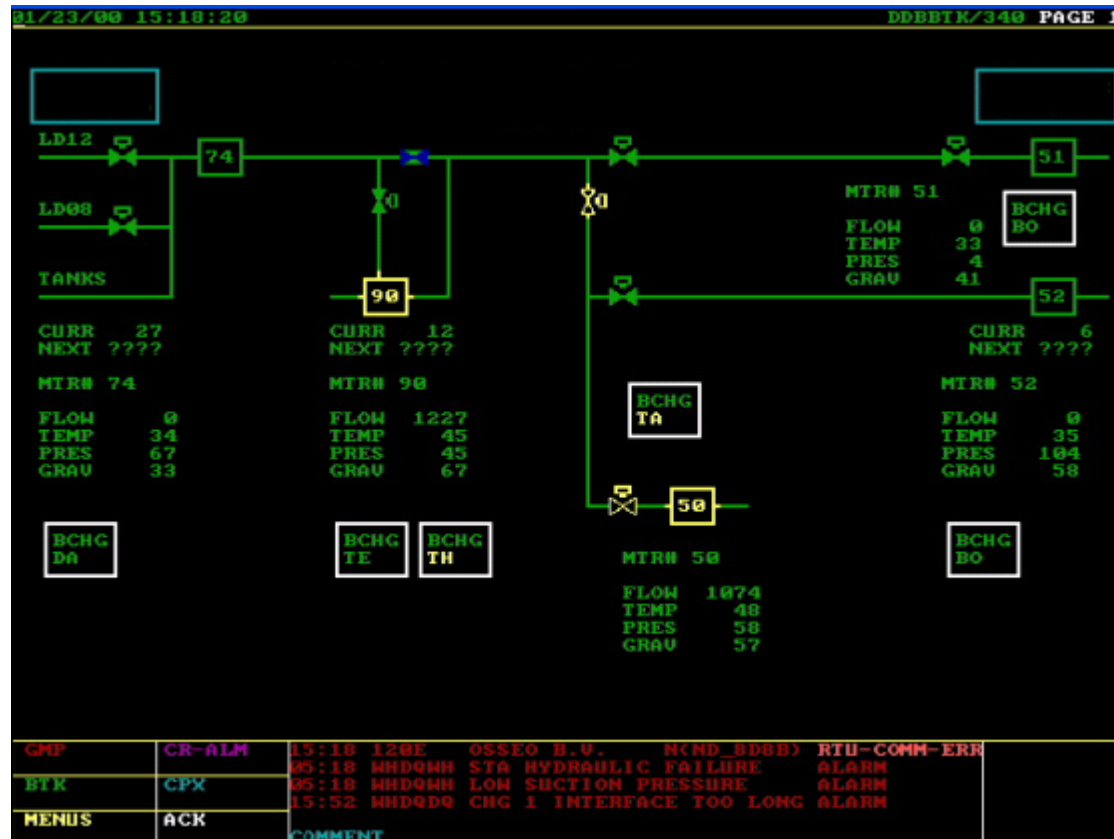 01/23/00 15:18:20 DDBBTK/340 PAGE 1
LD12
74
51
LD08
MTR# 51
BCHG
BO
FLOW 0
TEMP 33
PRES 4
GRAV 41
TANKS
90
52
CURR 27
NEXT ????
CURR 12
NEXT ????
CURR 6
NEXT ????
MTR# 74
MTR# 90
MTR# 52
BCHG
TA
FLOW 0
TEMP 34
PRES 67
GRAV 33
FLOW 1227
TEMP 45
PRES 45
GRAV 67
FLOW 0
TEMP 35
PRES 104
GRAV 58
50
BCHG
DA
BCHG
TE
BCHG
TH
MTR# 50
BCHG
BO
FLOW 1074
TEMP 48
PRES 58
GRAV 57
GMP CR-ALM 15:18 120E OSSEO B.V. N(ND_8D8B) RTU-COMM-ERR
05:18 WHDQWH STA HYDRAULIC FAILURE ALARM
BTK CPX 05:18 WHDQWH LOW SUCTION PRESSURE ALARM
15:52 WHDQDQ CHG 1 INTERFACE TOO LONG ALARM
MENUS ACK
COMMENT